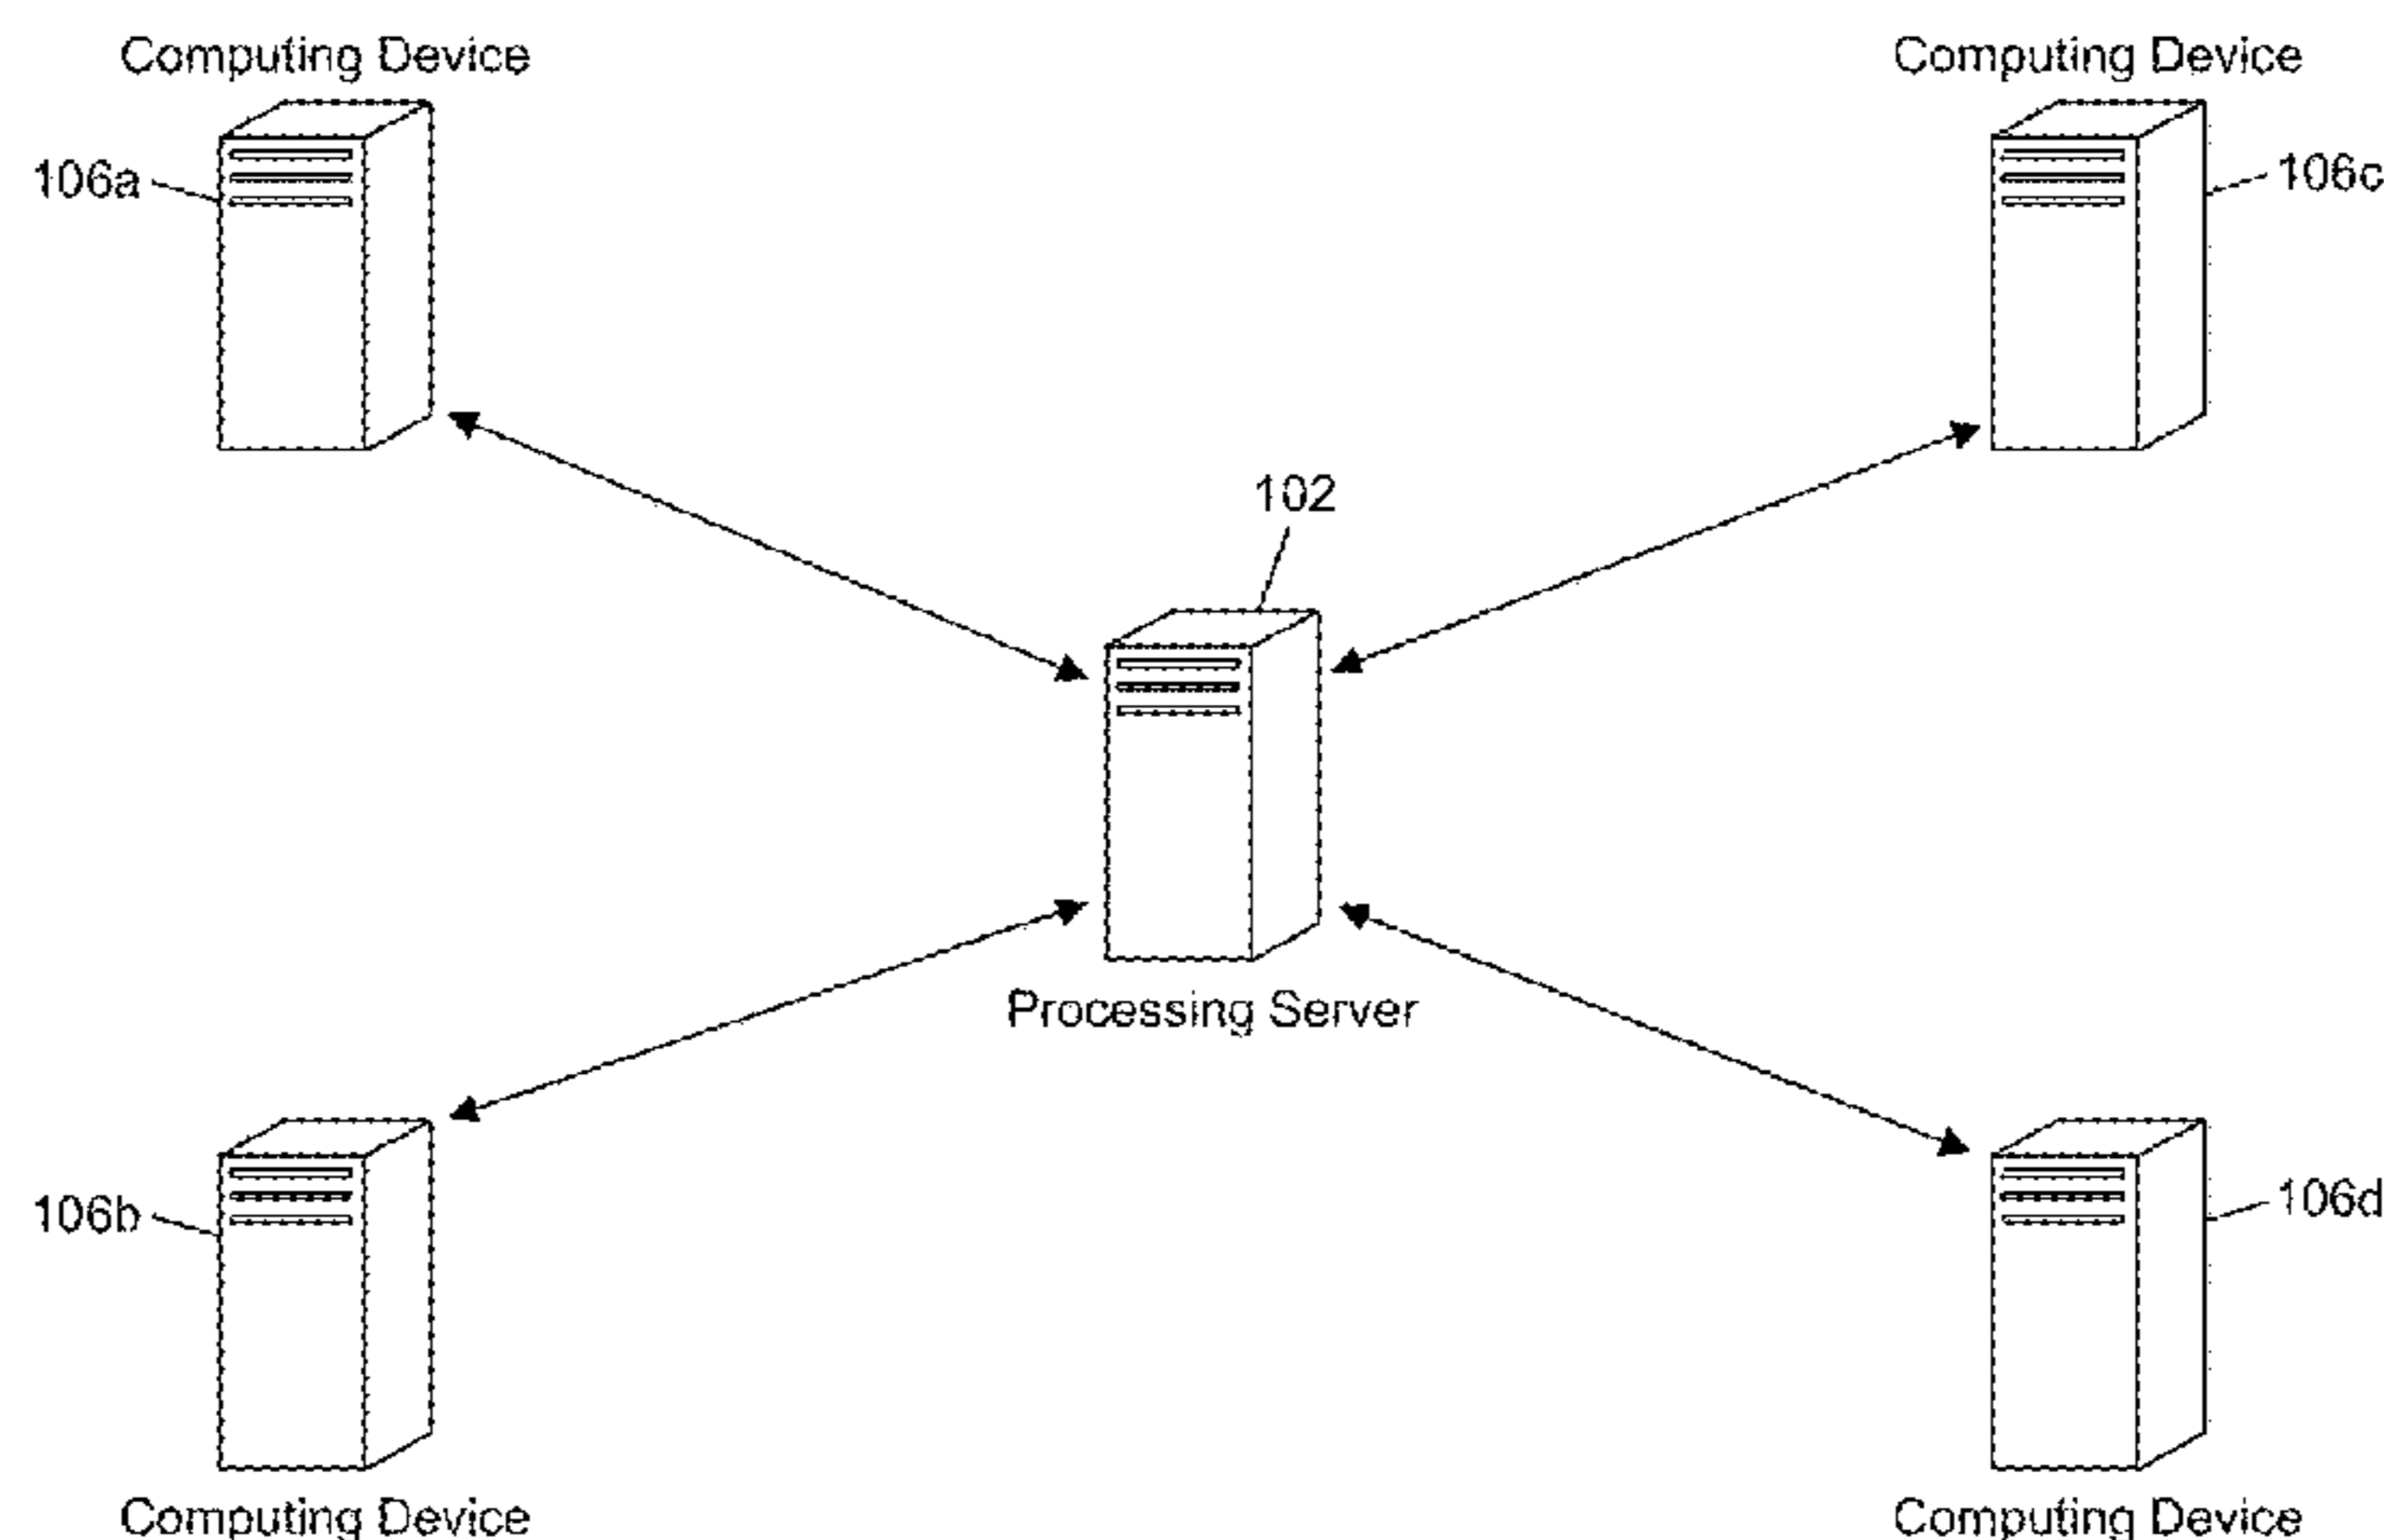 Computing Device
Computing Device
106a
106c
102
Processing Server
106b
106d
Computing Device
Computing Device